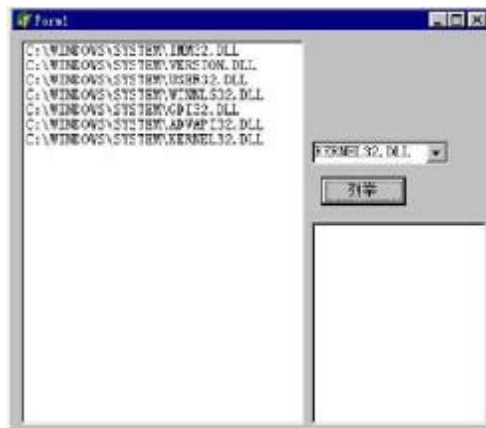 Form1
C:\WINDOWS\SYSTEM\IMM32.DLL
C:\WINDOWS\SYSTEM\VERSION.DLL
C:\WINDOWS\SYSTEM\USER32.DLL
C:\WINDOWS\SYSTEM\WINNLS32.DLL
C:\WINDOWS\SYSTEM\GDI32.DLL
C:\WINDOWS\SYSTEM\ADVAPI32.DLL
C:\WINDOWS\SYSTEM\KERNEL32.DLL
KERNEL32.DLL
列举